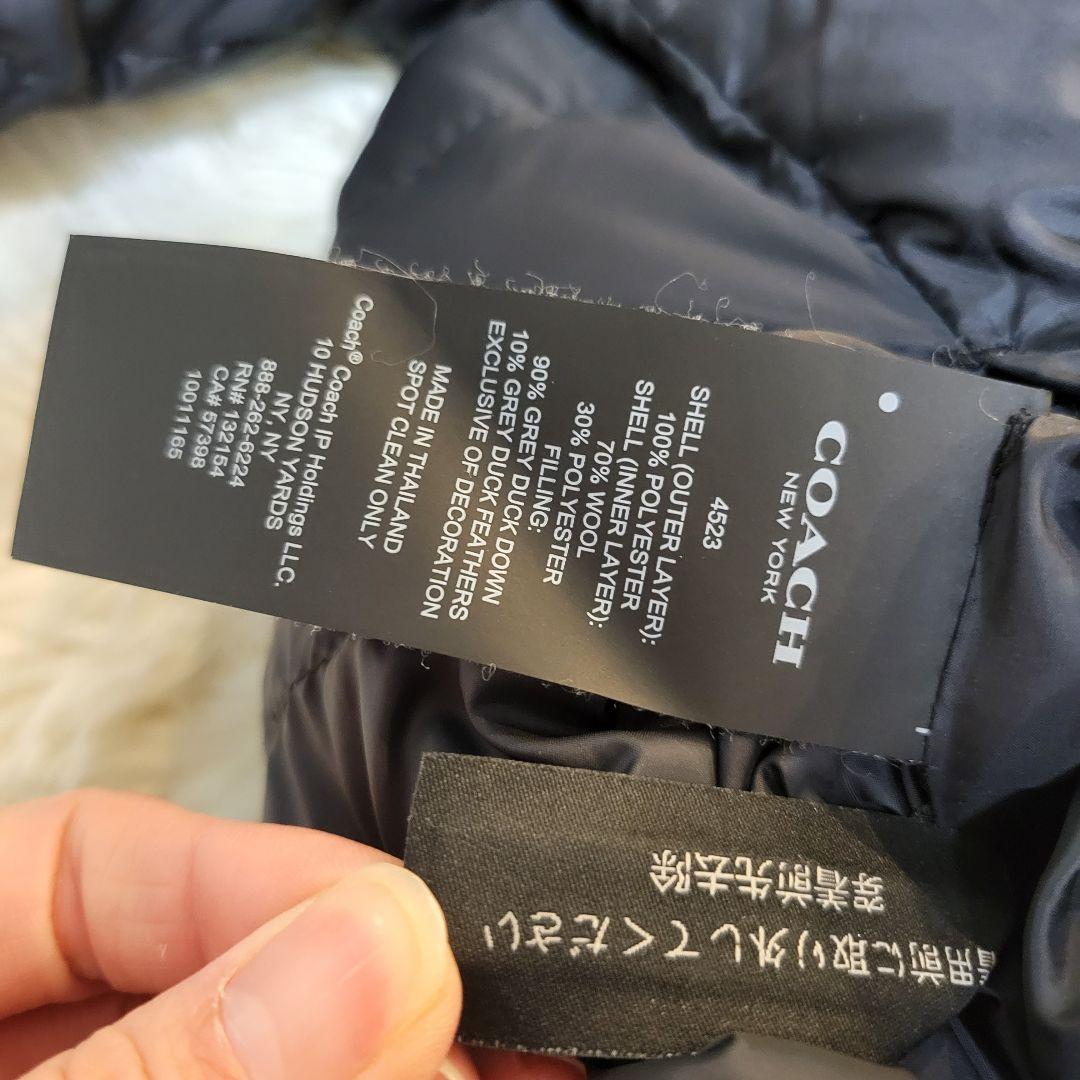 COACH
NEW YORK
4523
SHELL (OUTER LAYER):
100% POLYESTER
SHELL (INNER LAYER):
70% WOOL
30% POLYESTER
FILLING:
90% GREY DUCK DOWN
10% GREY DUCK FEATHERS
EXCLUSIVE OF DECORATION
MADE IN THAILAND
SPOT CLEAN ONLY
Coach® Coach IP Holdings LLC.
10 HUDSON YARDS
NY, NY
888-262-6224
RN# 132154
CA# 57398
10011165
着用前に取り外してください
穿着前先去除